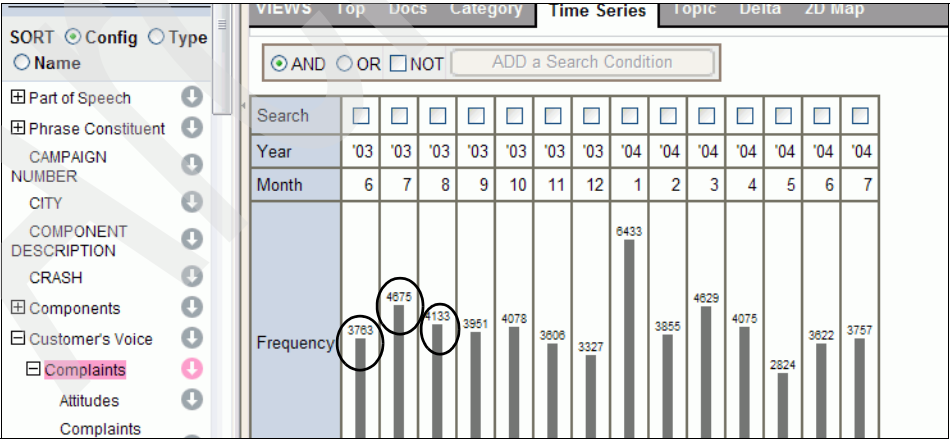 VIEWS Top Docs Category Time Series Topic Delta 2D Map
SORT Config Type
Name
Part of Speech
Phrase Constituent
CAMPAIGN
NUMBER
CITY
COMPONENT
DESCRIPTION
CRASH
Components
Customer's Voice
Complaints
Attitudes
Complaints
AND OR NOT ADD a Search Condition
Search
Year '03 '03 '03 '03 '03 '03 '03 '04 '04 '04 '04 '04 '04 '04
Month 6 7 8 9 10 11 12 1 2 3 4 5 6 7
Frequency 3763 4675 4133 3951 4078 3606 3327 6433 3855 4629 4075 2824 3622 3757